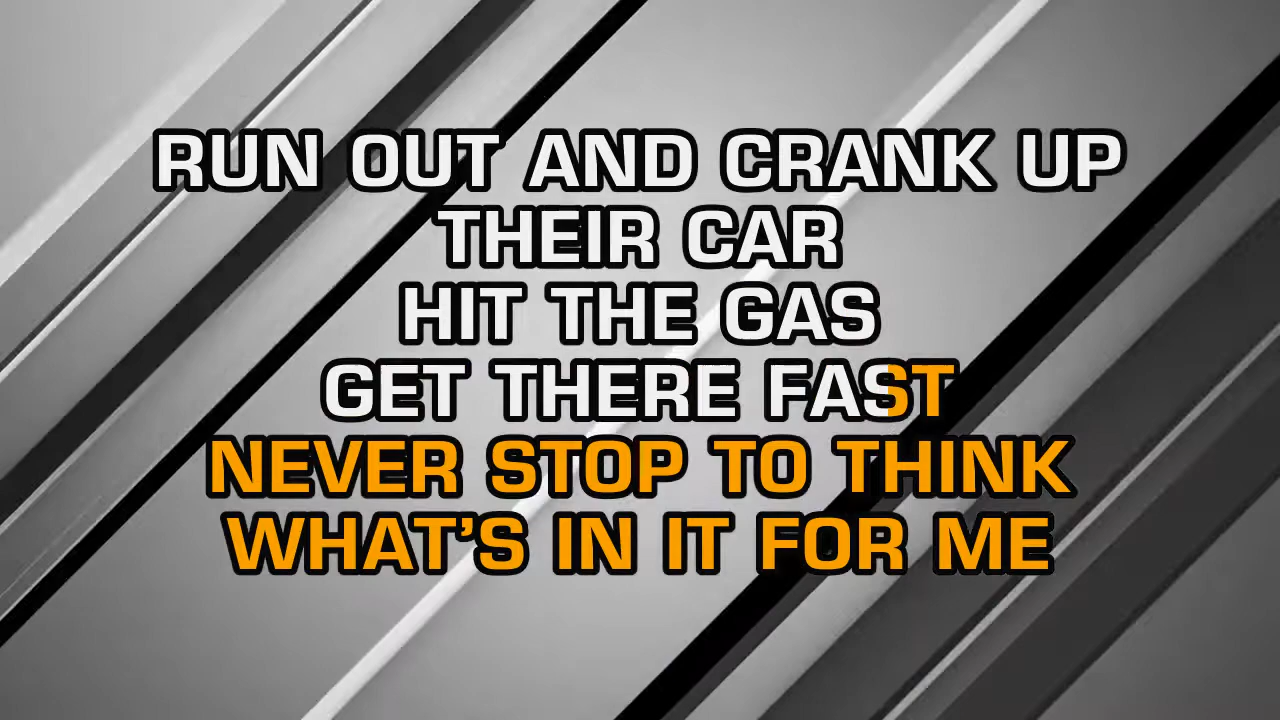 RUN OUT AND CRANK UP
THEIR CAR
HIT THE GAS
GET THERE FAST
NEVER STOP TO THINK
WHAT'S IN IT FOR ME